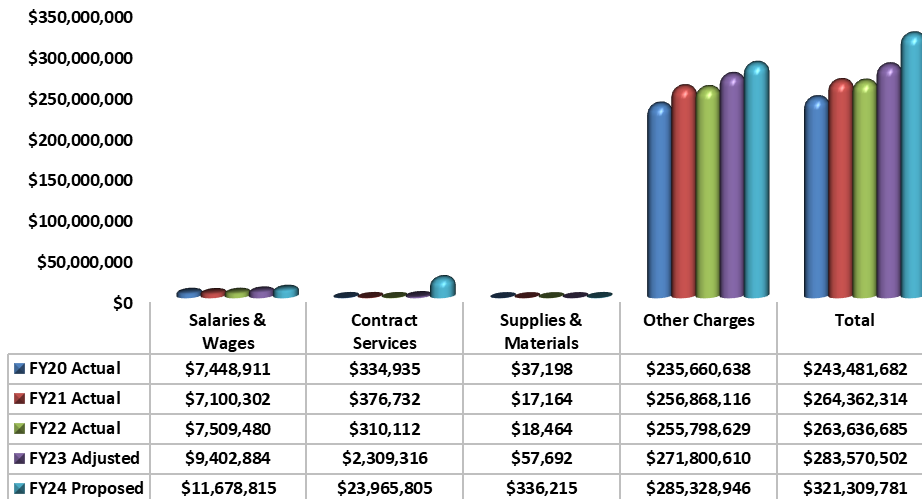 $350,000,000
$300,000,000
$250,000,000
$200,000,000
$150,000,000
$100,000,000
$50,000,000
$0
Salaries & Wages Contract Services Supplies & Materials Other Charges Total
FY20 Actual $7,448,911 $334,935 $37,198 $235,660,638 $243,481,682
FY21 Actual $7,100,302 $376,732 $17,164 $256,868,116 $264,362,314
FY22 Actual $7,509,480 $310,112 $18,464 $255,798,629 $263,636,685
FY23 Adjusted $9,402,884 $2,309,316 $57,692 $271,800,610 $283,570,502
FY24 Proposed $11,678,815 $23,965,805 $336,215 $285,328,946 $321,309,781